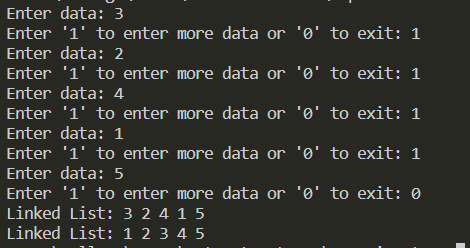 Enter data: 3
Enter '1' to enter more data or '0' to exit: 1
Enter data: 2
Enter '1' to enter more data or '0' to exit: 1
Enter data: 4
Enter '1' to enter more data or '0' to exit: 1
Enter data: 1
Enter '1' to enter more data or '0' to exit: 1
Enter data: 5
Enter '1' to enter more data or '0' to exit: 0
Linked List: 3 2 4 1 5
Linked List: 1 2 3 4 5